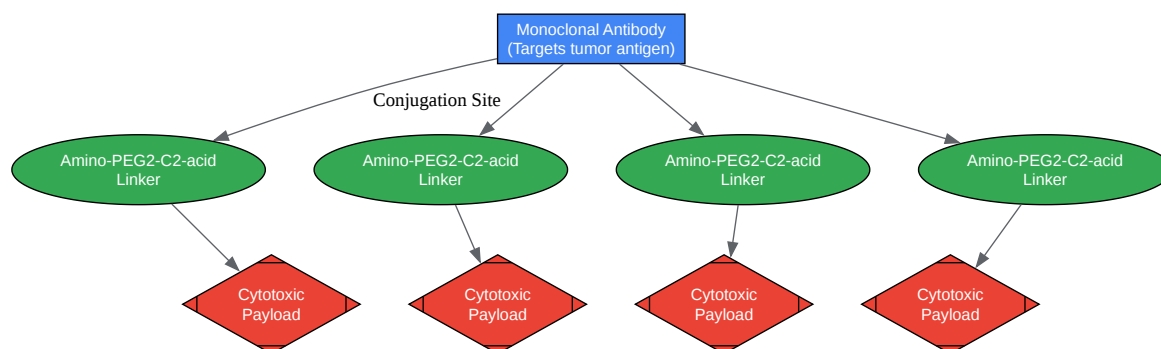 Monoclonal Antibody
(Targets tumor antigen)
Conjugation Site
Amino-PEG2-C2-acid
Linker
Amino-PEG2-C2-acid
Linker
Amino-PEG2-C2-acid
Linker
Amino-PEG2-C2-acid
Linker
Cytotoxic
Payload
Cytotoxic
Payload
Cytotoxic
Payload
Cytotoxic
Payload